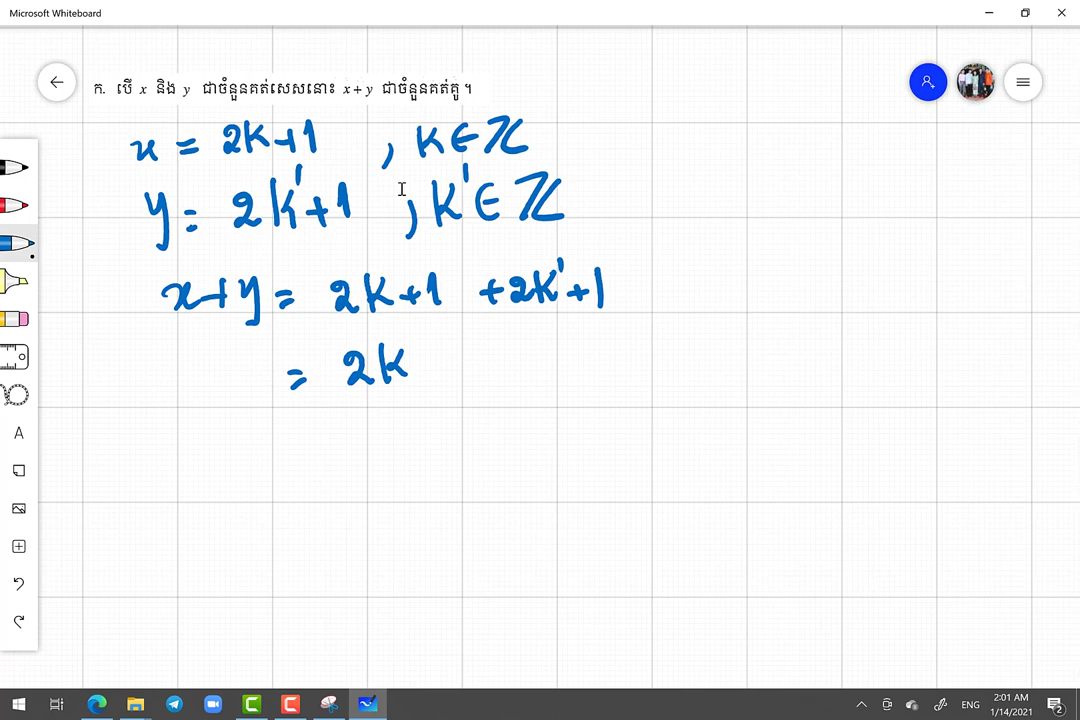 Microsoft Whiteboard
ក. បើ x និង y ជាចំនួនគត់សេសនោះ x + y ជាចំនួនគត់គូ ។
x = 2k+1 , k ∈ ℤ
y = 2k'+1 , k' ∈ ℤ
x+y = 2k+1 +2k'+1
= 2k
A
ENG
2:01 AM
1/14/2021
2